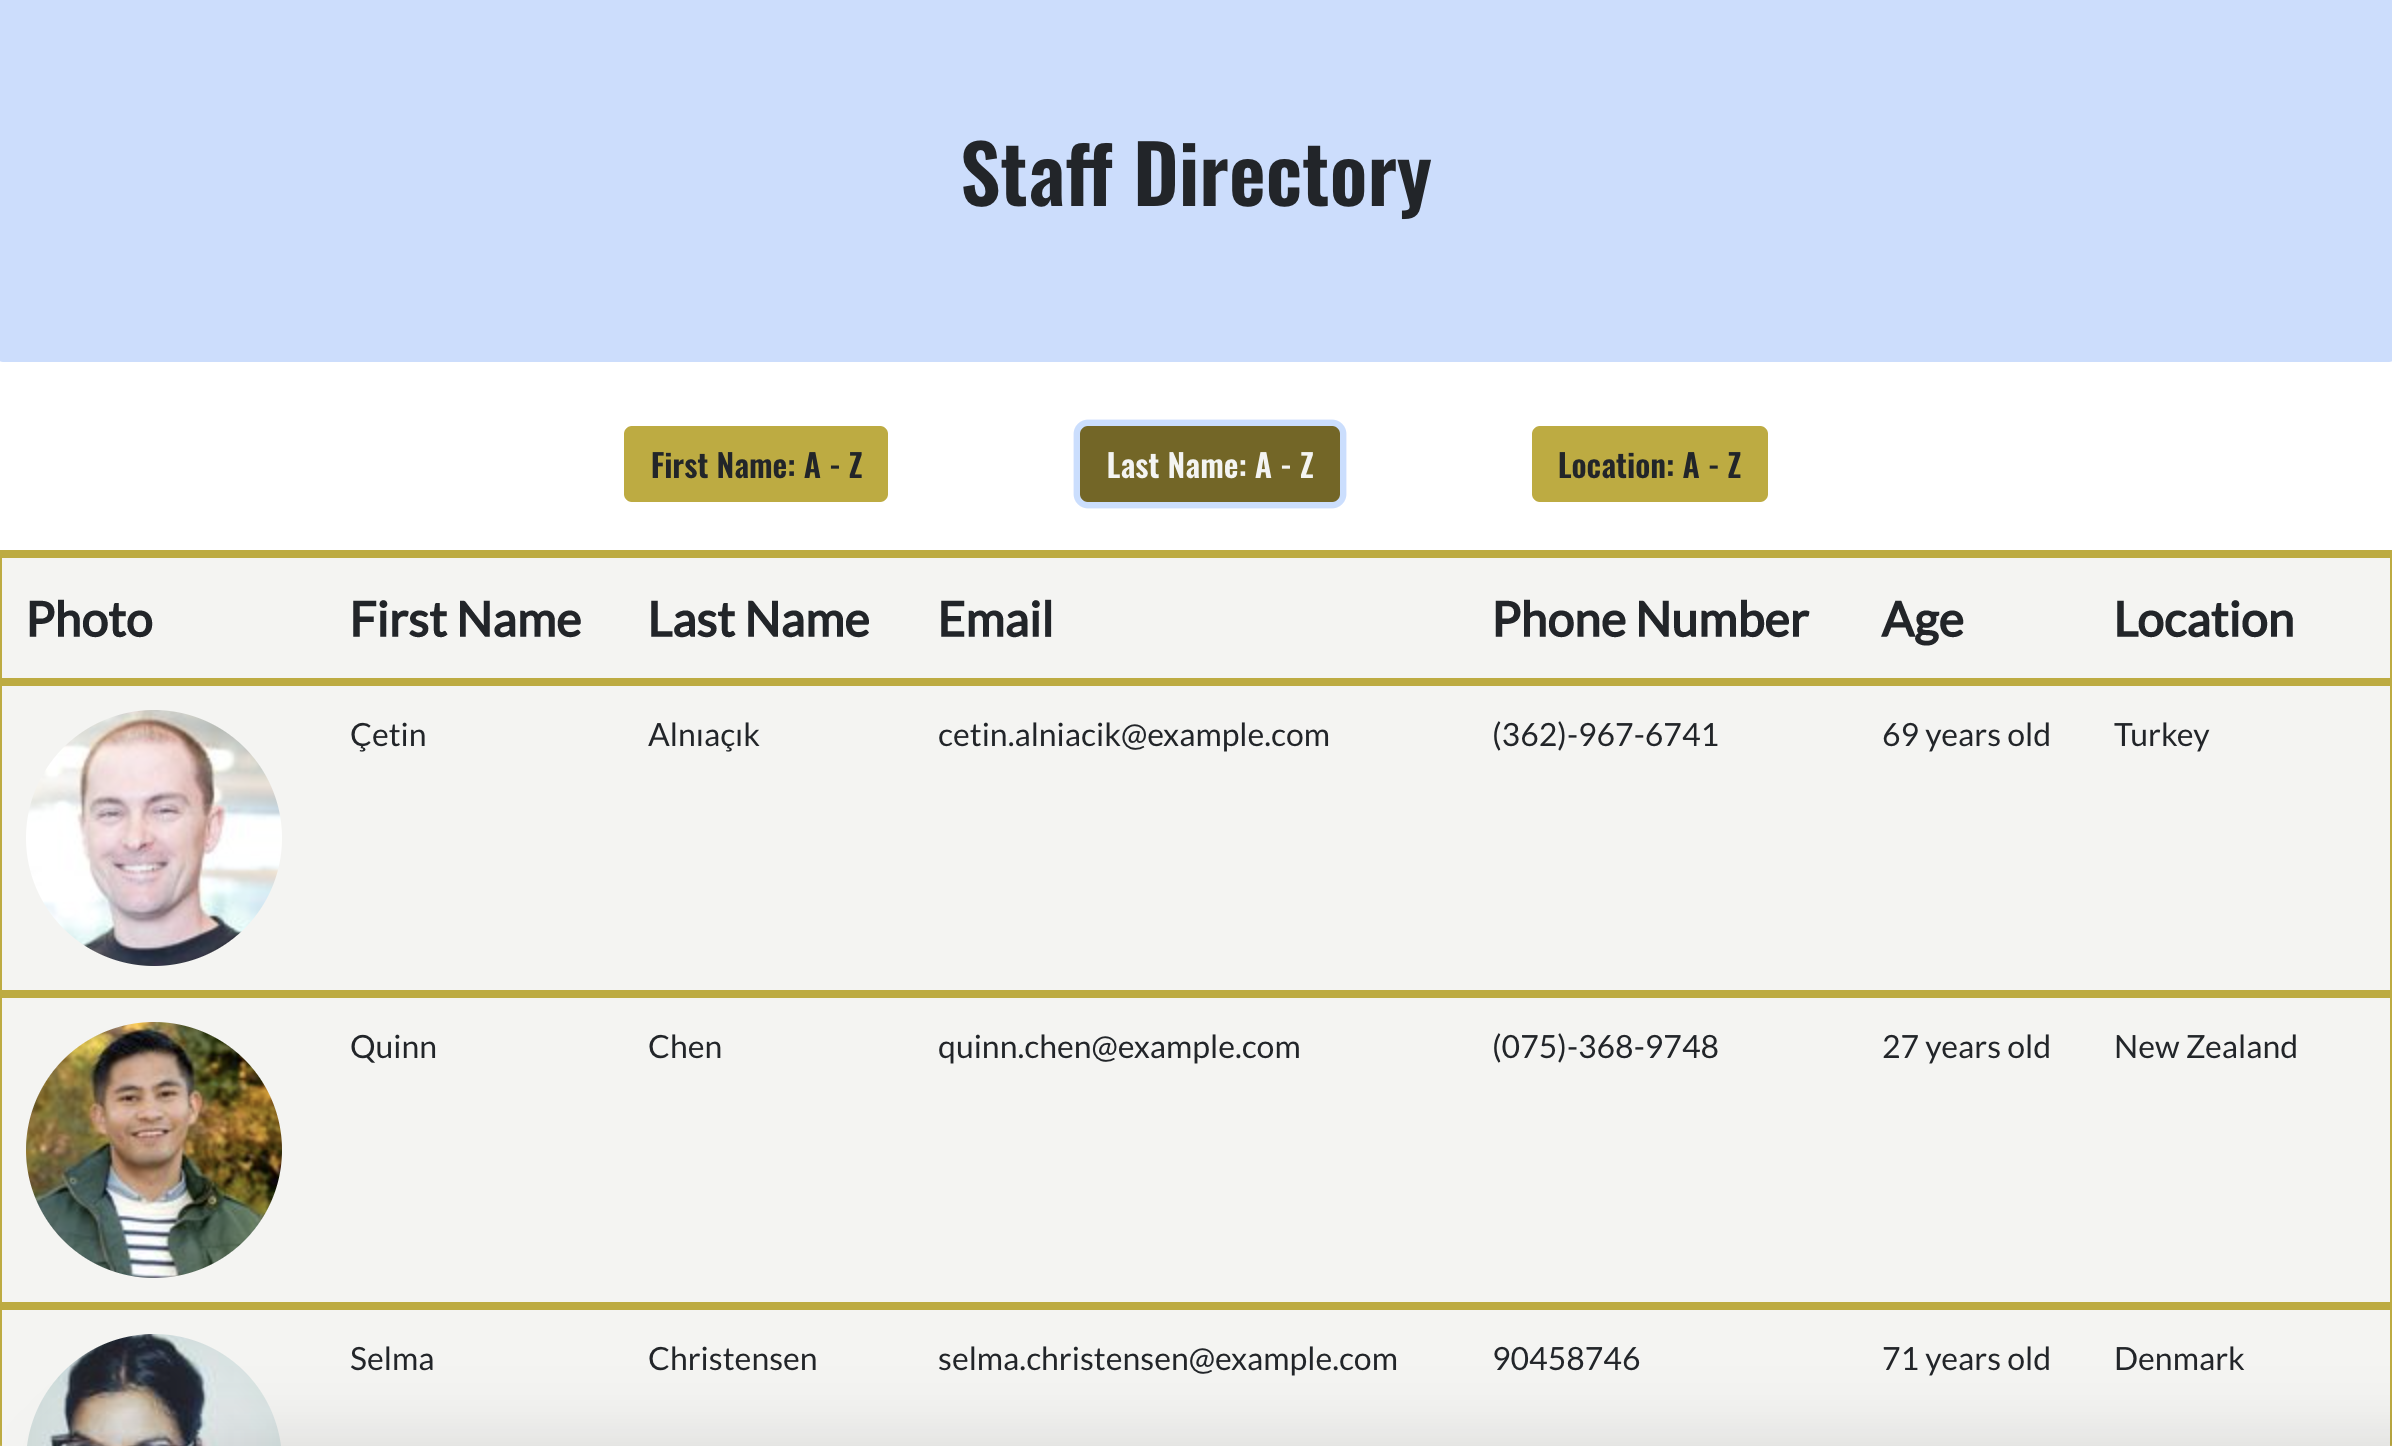 Staff Directory
First Name: A - Z Last Name: A - Z Location: A - Z
Photo First Name Last Name Email Phone Number Age Location
Çetin Alnıaçık cetin.alniacik@example.com (362)-967-6741 69 years old Turkey
Quinn Chen quinn.chen@example.com (075)-368-9748 27 years old New Zealand
Selma Christensen selma.christensen@example.com 90458746 71 years old Denmark